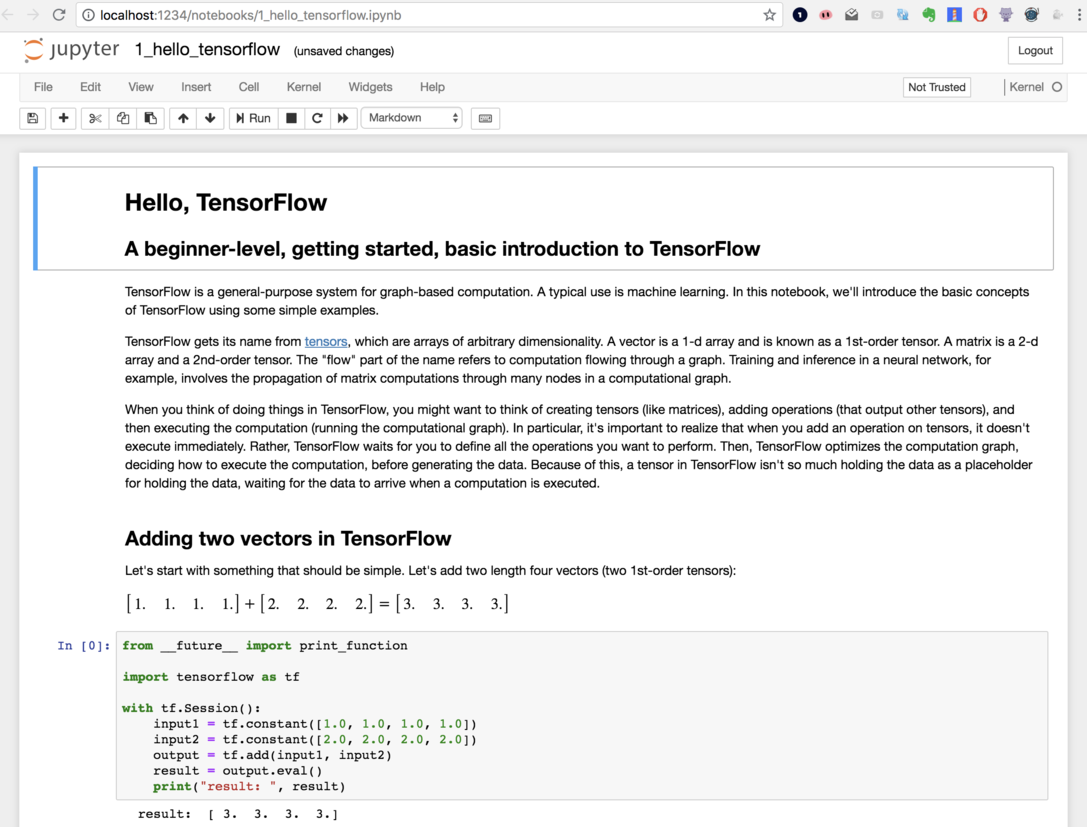 localhost:1234/notebooks/1_hello_tensorflow.ipynb
jupyter 1_hello_tensorflow (unsaved changes)
Logout
File Edit View Insert Cell Kernel Widgets Help
Not Trusted
Kernel
Run
Markdown
Hello, TensorFlow
A beginner-level, getting started, basic introduction to TensorFlow
TensorFlow is a general-purpose system for graph-based computation. A typical use is machine learning. In this notebook, we'll introduce the basic concepts
of TensorFlow using some simple examples.
TensorFlow gets its name from tensors, which are arrays of arbitrary dimensionality. A vector is a 1-d array and is known as a 1st-order tensor. A matrix is a 2-d
array and a 2nd-order tensor. The "flow" part of the name refers to computation flowing through a graph. Training and inference in a neural network, for
example, involves the propagation of matrix computations through many nodes in a computational graph.
When you think of doing things in TensorFlow, you might want to think of creating tensors (like matrices), adding operations (that output other tensors), and
then executing the computation (running the computational graph). In particular, it's important to realize that when you add an operation on tensors, it doesn't
execute immediately. Rather, TensorFlow waits for you to define all the operations you want to perform. Then, TensorFlow optimizes the computation graph,
deciding how to execute the computation, before generating the data. Because of this, a tensor in TensorFlow isn't so much holding the data as a placeholder
for holding the data, waiting for the data to arrive when a computation is executed.
Adding two vectors in TensorFlow
Let's start with something that should be simple. Let's add two length four vectors (two 1st-order tensors):
[1. 1. 1. 1.] + [2. 2. 2. 2.] = [3. 3. 3. 3.]
In [0]: from __future__ import print_function
import tensorflow as tf
with tf.Session():
    input1 = tf.constant([1.0, 1.0, 1.0, 1.0])
    input2 = tf.constant([2.0, 2.0, 2.0, 2.0])
    output = tf.add(input1, input2)
    result = output.eval()
    print("result: ", result)
result:  [ 3.  3.  3.  3.]